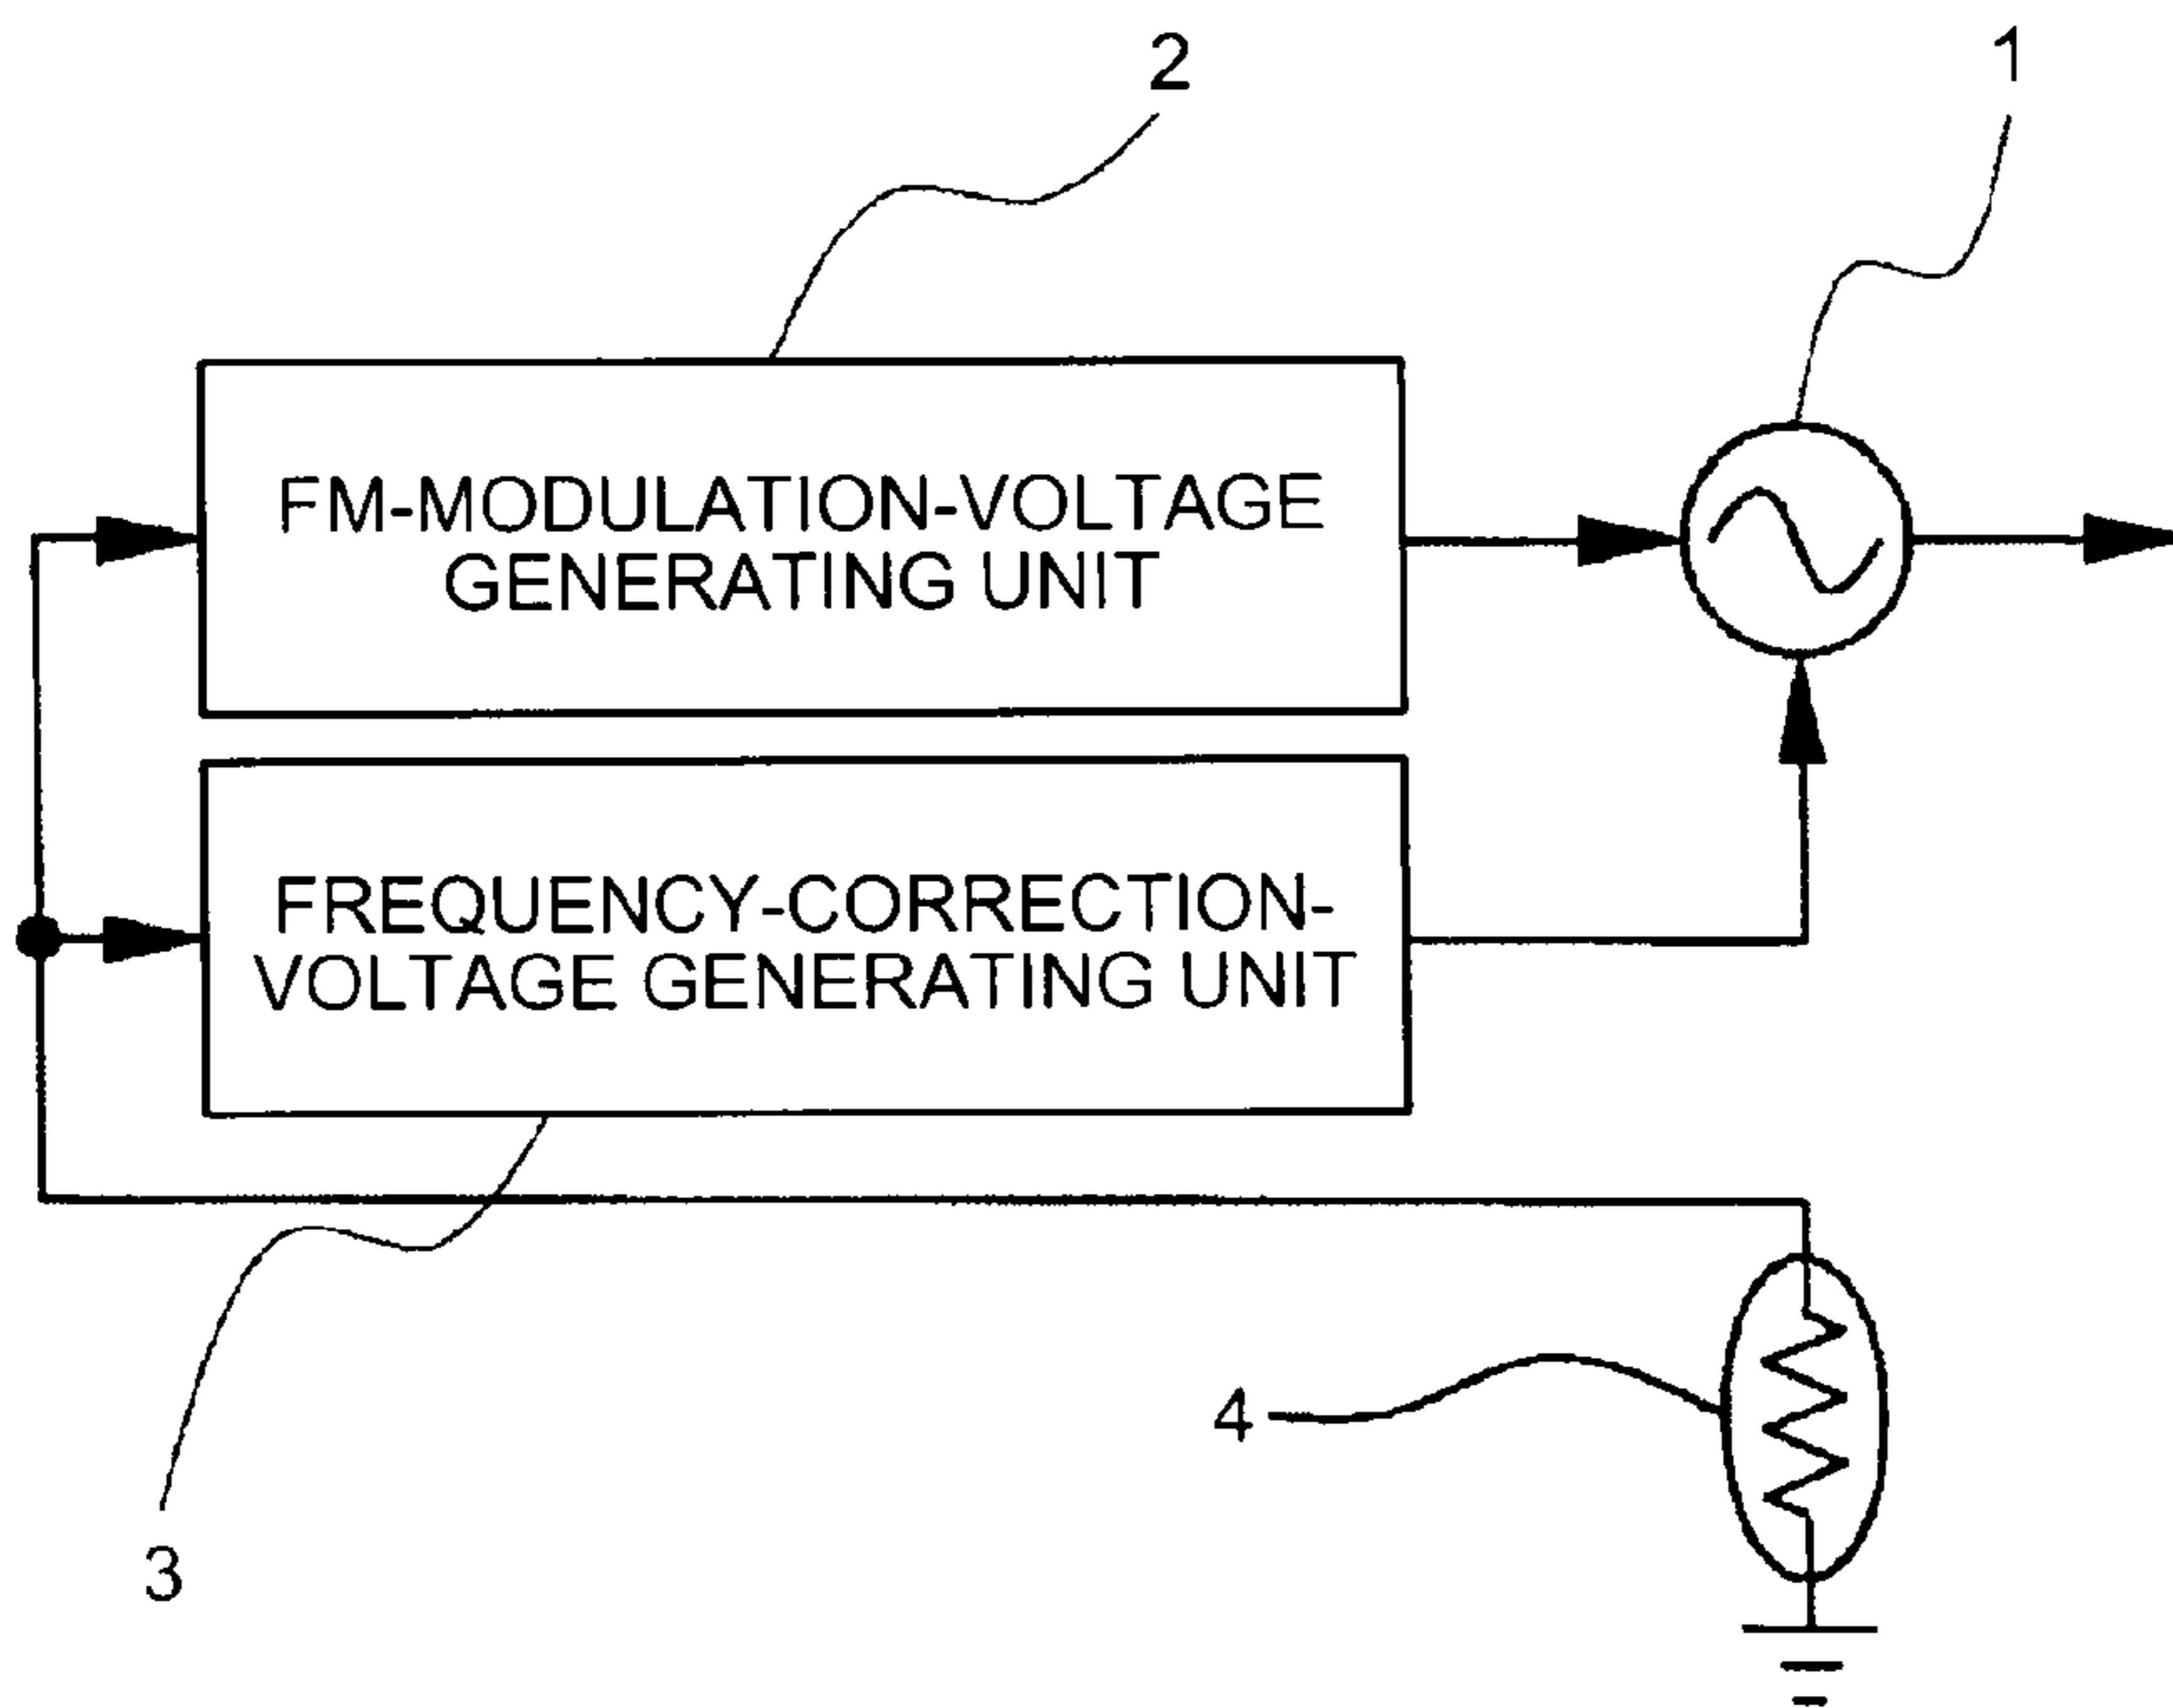 2
1
FM-MODULATION-VOLTAGE
GENERATING UNIT
FREQUENCY-CORRECTION-
VOLTAGE GENERATING UNIT
4
3